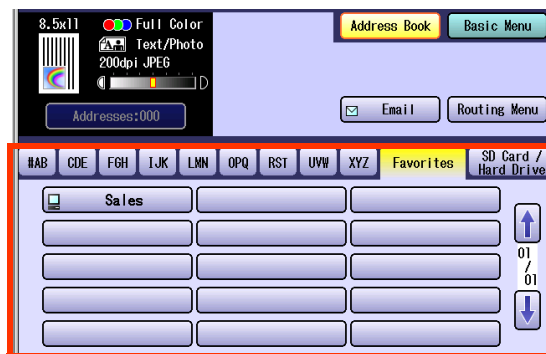 8.5x11 Full Color
A Text/Photo
200dpi JPEG
Addresses:000
Address Book Basic Menu
Email Routing Menu
#AB CDE FGH IJK LMN OPQ RST UVW XYZ Favorites SD Card / Hard Drive
Sales
01
/
01